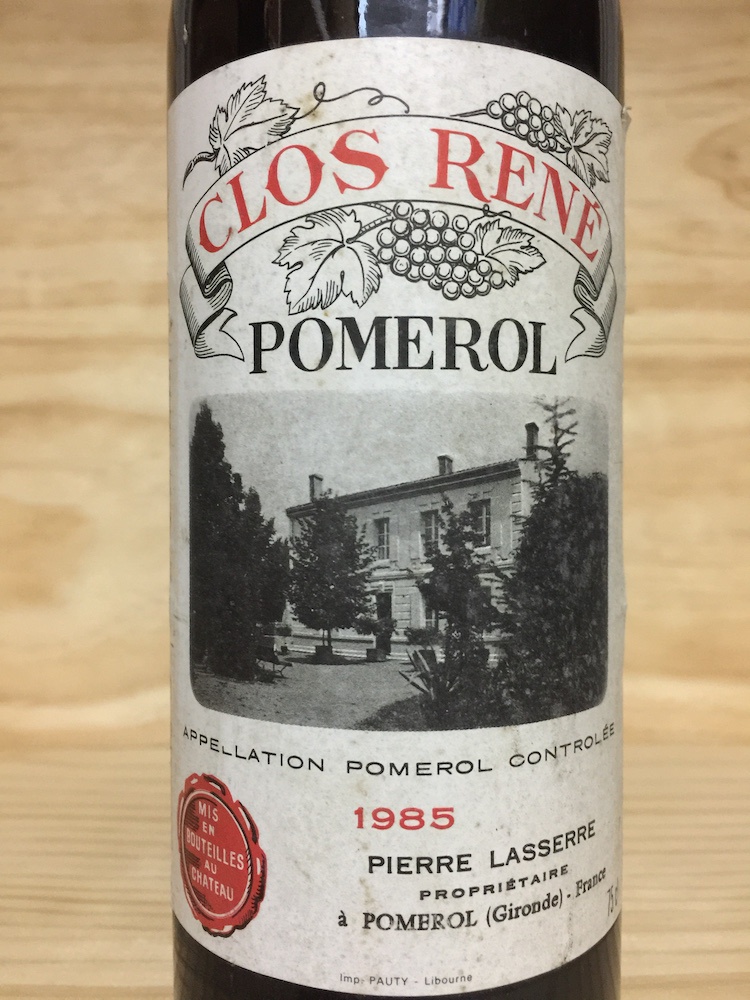 CLOS RENÉ
POMEROL
APPELLATION POMEROL CONTROLÉE
1985
MIS
EN
BOUTEILLES
AU
CHATEAU
PIERRE LASSERRE
PROPRIÉTAIRE
à POMEROL (Gironde) - France
75 cl
Imp. PAUTY - Libourne